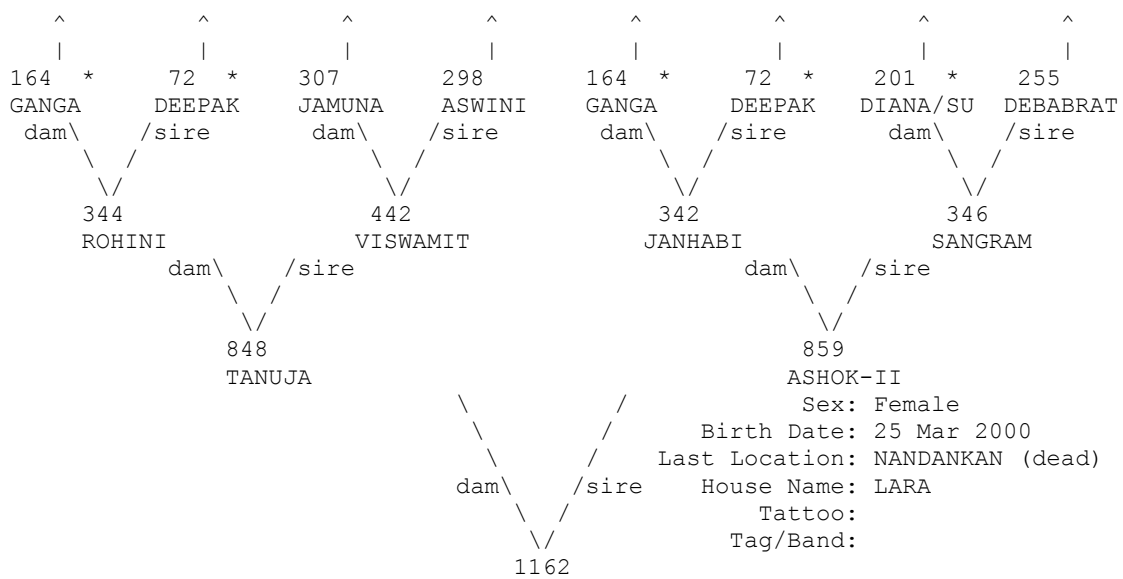 ^ ^ ^ ^ ^ ^ ^ ^
| | | | | | | |
164 * 72 * 307 298 164 * 72 * 201 * 255
GANGA DEEPAK JAMUNA ASWINI GANGA DEEPAK DIANA/SU DEBABRAT
dam\ /sire dam\ /sire dam\ /sire dam\ /sire
\ / \ / \ / \ /
\/ \/ \/ \/
344 442 342 346
ROHINI VISWAMIT JANHABI SANGRAM
dam\ /sire dam\ /sire
\ / \ /
\/ \/
848 859
TANUJA ASHOK-II
\ / Sex: Female
\ / Birth Date: 25 Mar 2000
\ / Last Location: NANDANKAN (dead)
dam\ /sire House Name: LARA
\ / Tattoo:
\/ Tag/Band:
1162